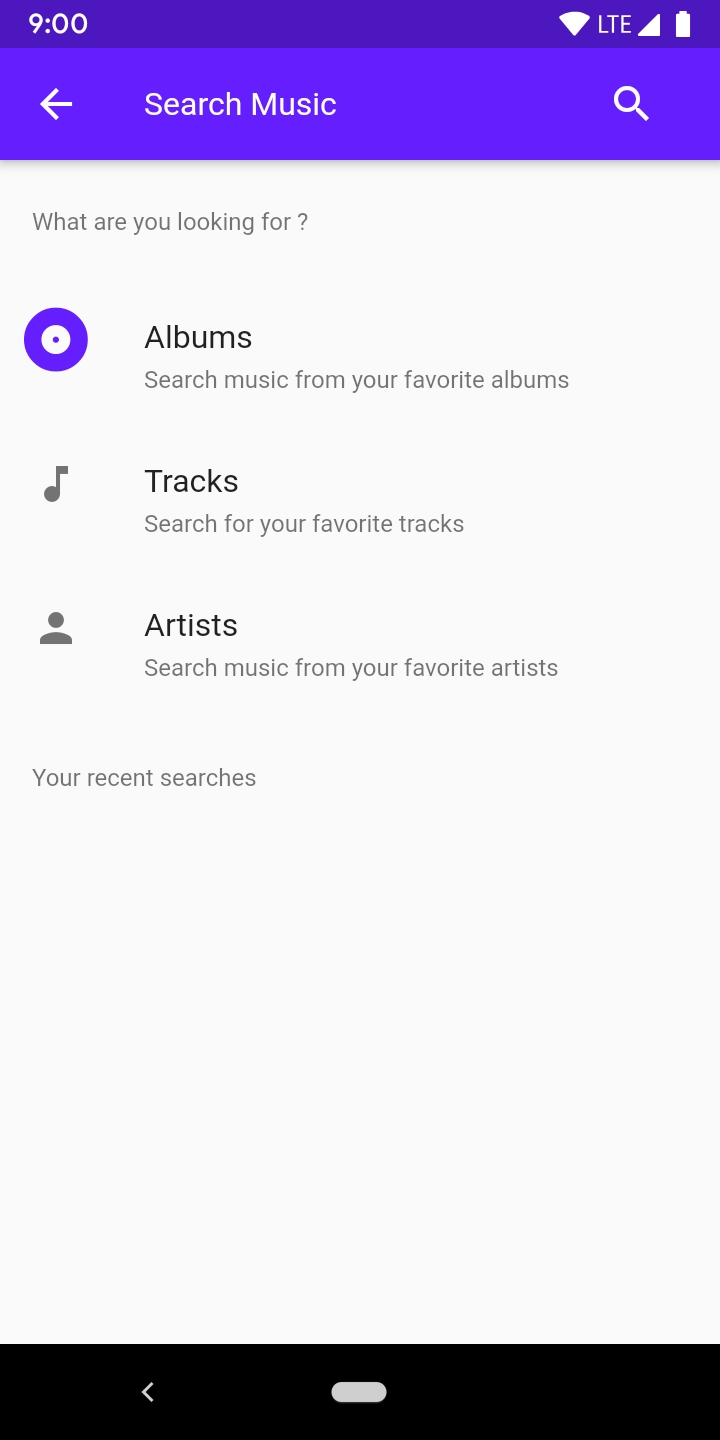 9:00 LTE
Search Music
What are you looking for ?
Albums
Search music from your favorite albums
Tracks
Search for your favorite tracks
Artists
Search music from your favorite artists
Your recent searches